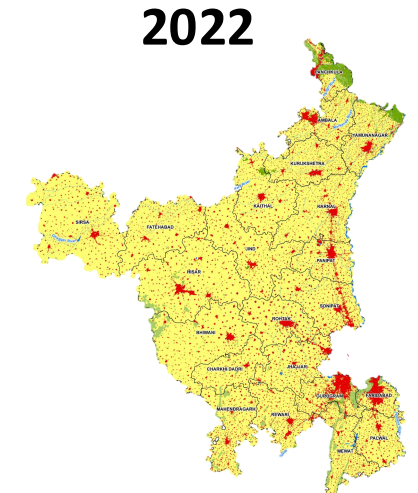 2022
PANCHKULA
AMBALA
YAMUNANAGAR
KURUKSHETRA
KAITHAL
KARNAL
SIRSA
FATEHABAD
JIND
PANIPAT
HISAR
SONIPAT
ROHTAK
BHIWANI
JHAJJAR
CHARKHI DADRI
GURUGRAM
FARIDABAD
MAHENDRAGARH
REWARI
PALWAL
MEWAT